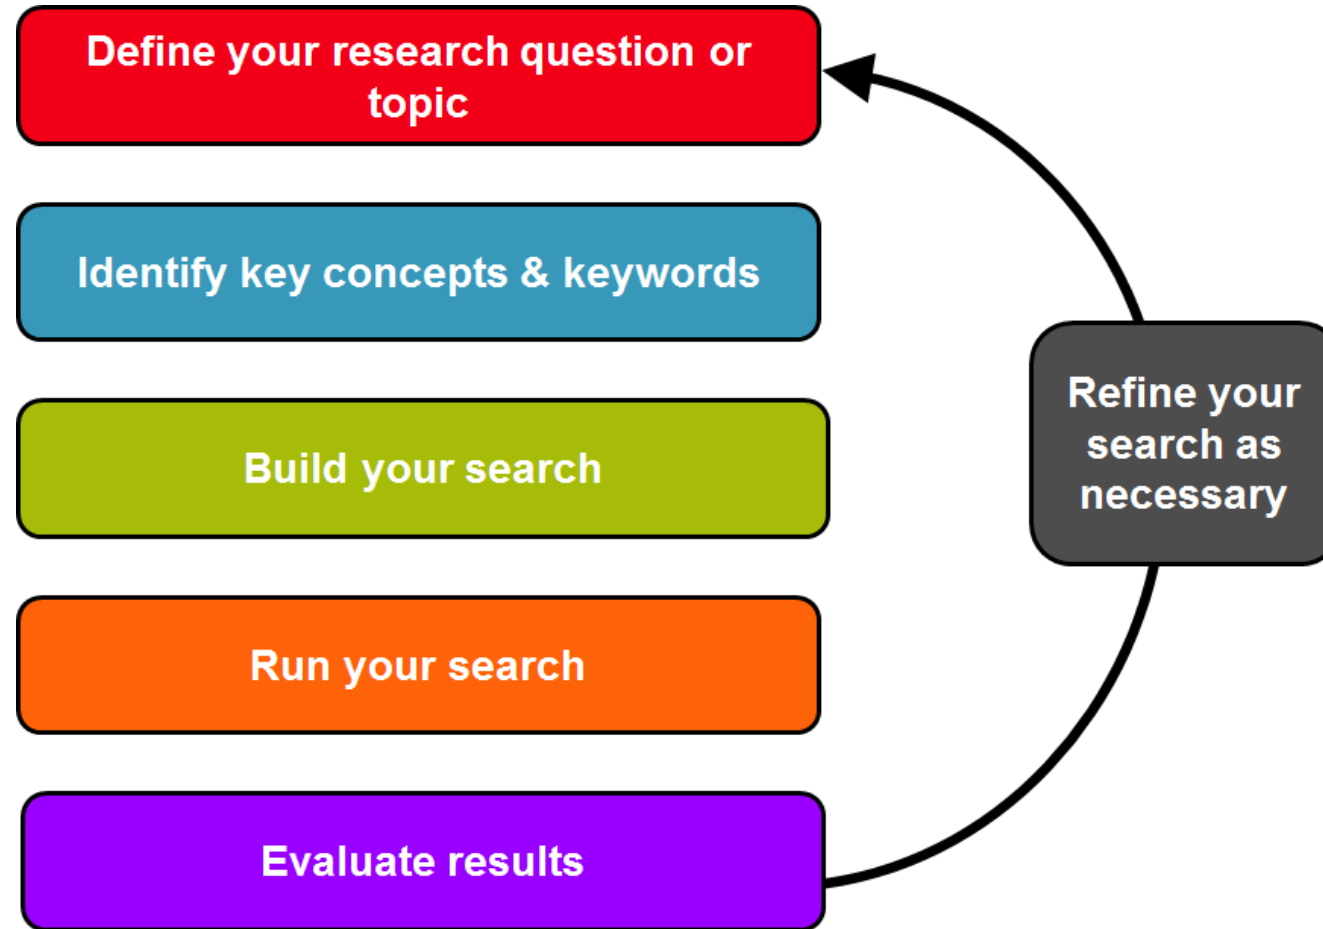 Define your research question or
topic
Identify key concepts & keywords
Build your search
Run your search
Evaluate results
Refine your
search as
necessary